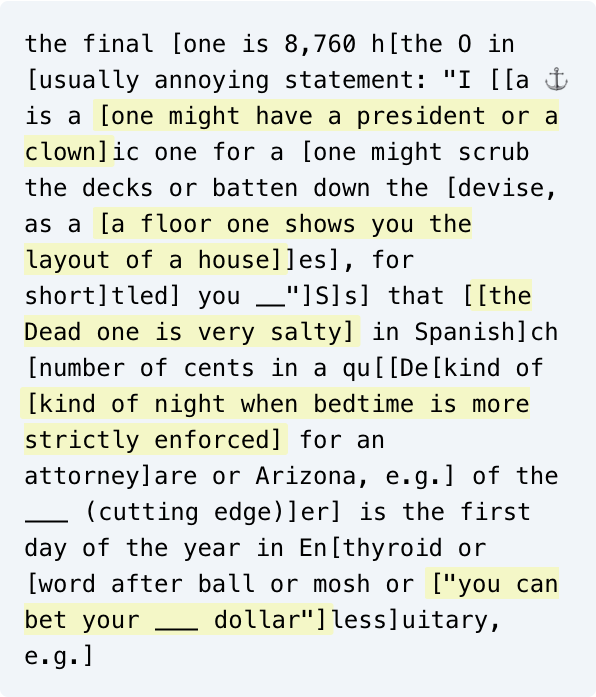 the final [one is 8,760 h[the O in
[usually annoying statement: "I [[a ⚓
is a [one might have a president or a
clown]ic one for a [one might scrub
the decks or batten down the [devise,
as a [a floor one shows you the
layout of a house]]es], for
short]tled] you __"]S]s] that [[the
Dead one is very salty] in Spanish]ch
[number of cents in a qu[[De[kind of
[kind of night when bedtime is more
strictly enforced] for an
attorney]are or Arizona, e.g.] of the
___ (cutting edge)]er] is the first
day of the year in En[thyroid or
[word after ball or mosh or ["you can
bet your ___ dollar"]less]uitary,
e.g.]